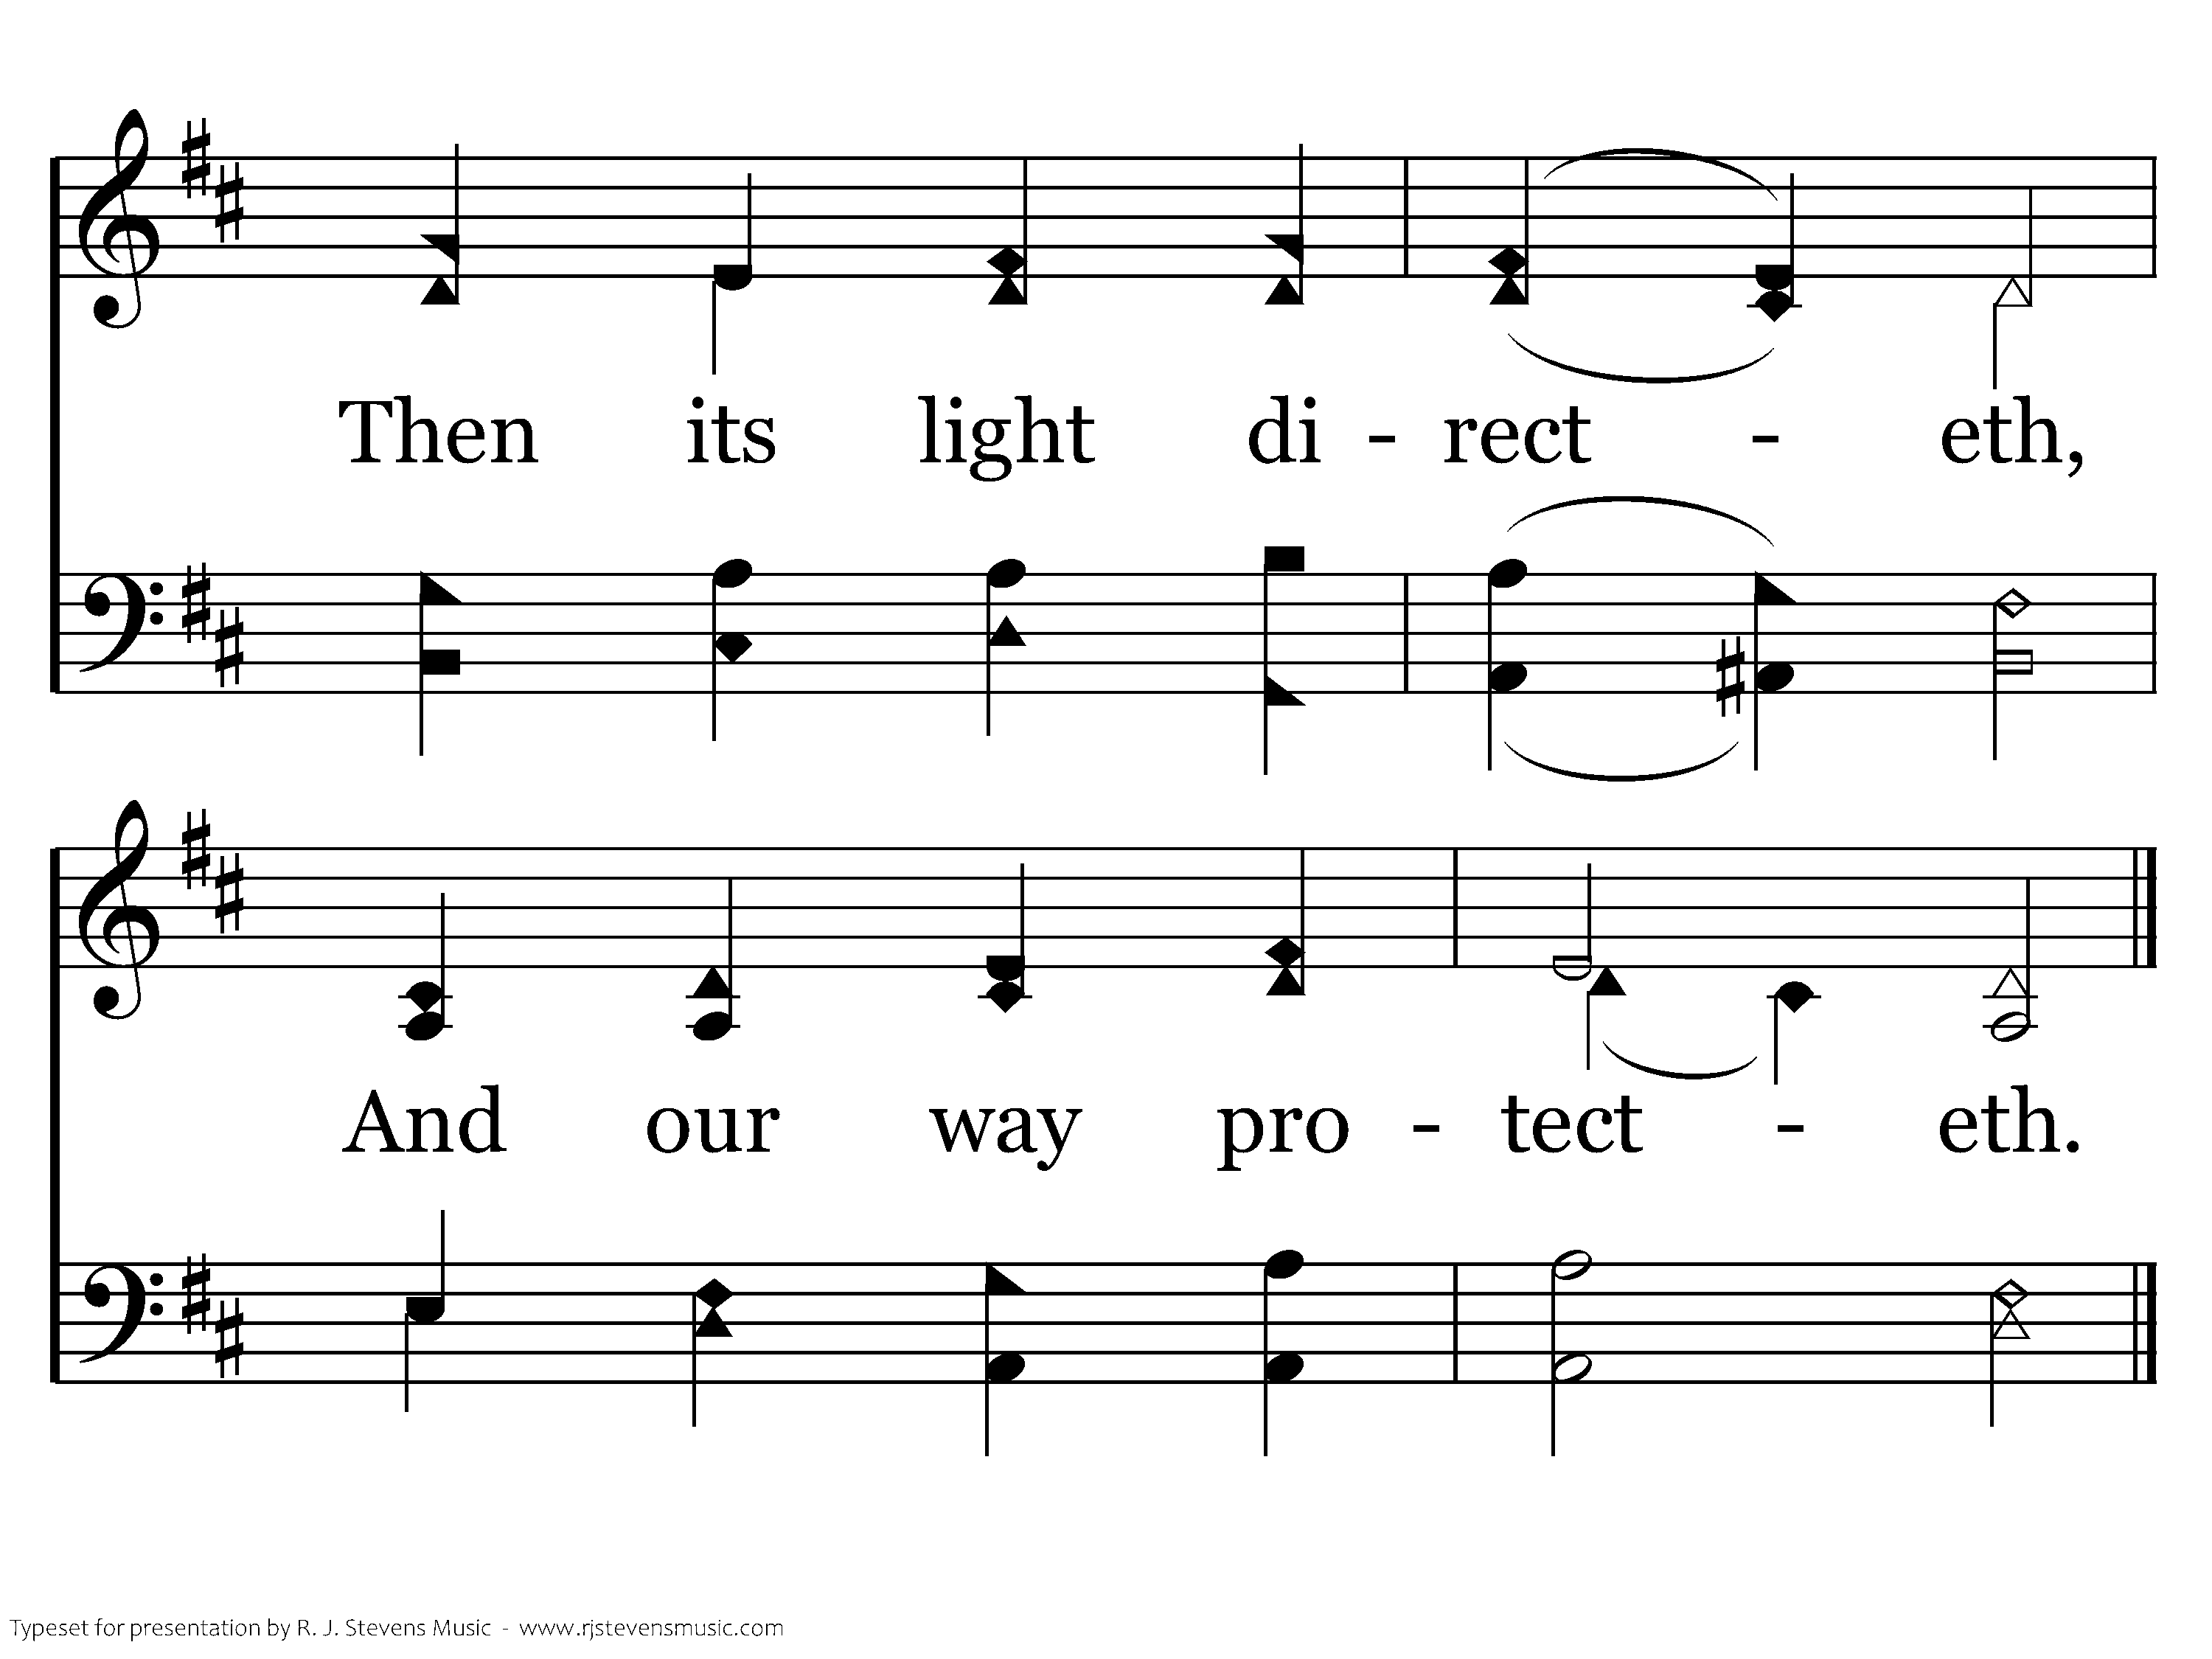 Then its light di - rect - eth,
And our way pro - tect - eth.
Typeset for presentation by R. J. Stevens Music - www.rjstevensmusic.com